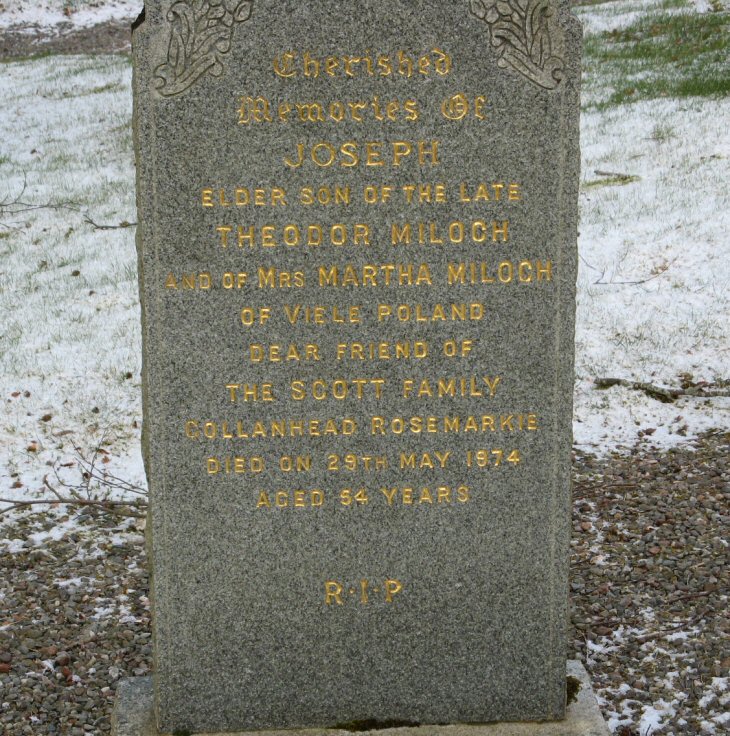 Cherished
Memories Of
JOSEPH
ELDER SON OF THE LATE
THEODOR MILOCH
AND OF MRS MARTHA MILOCH
OF VIELE POLAND
DEAR FRIEND OF
THE SCOTT FAMILY
COLLANHEAD ROSEMARKIE
DIED ON 29TH MAY 1974
AGED 54 YEARS
R·I·P